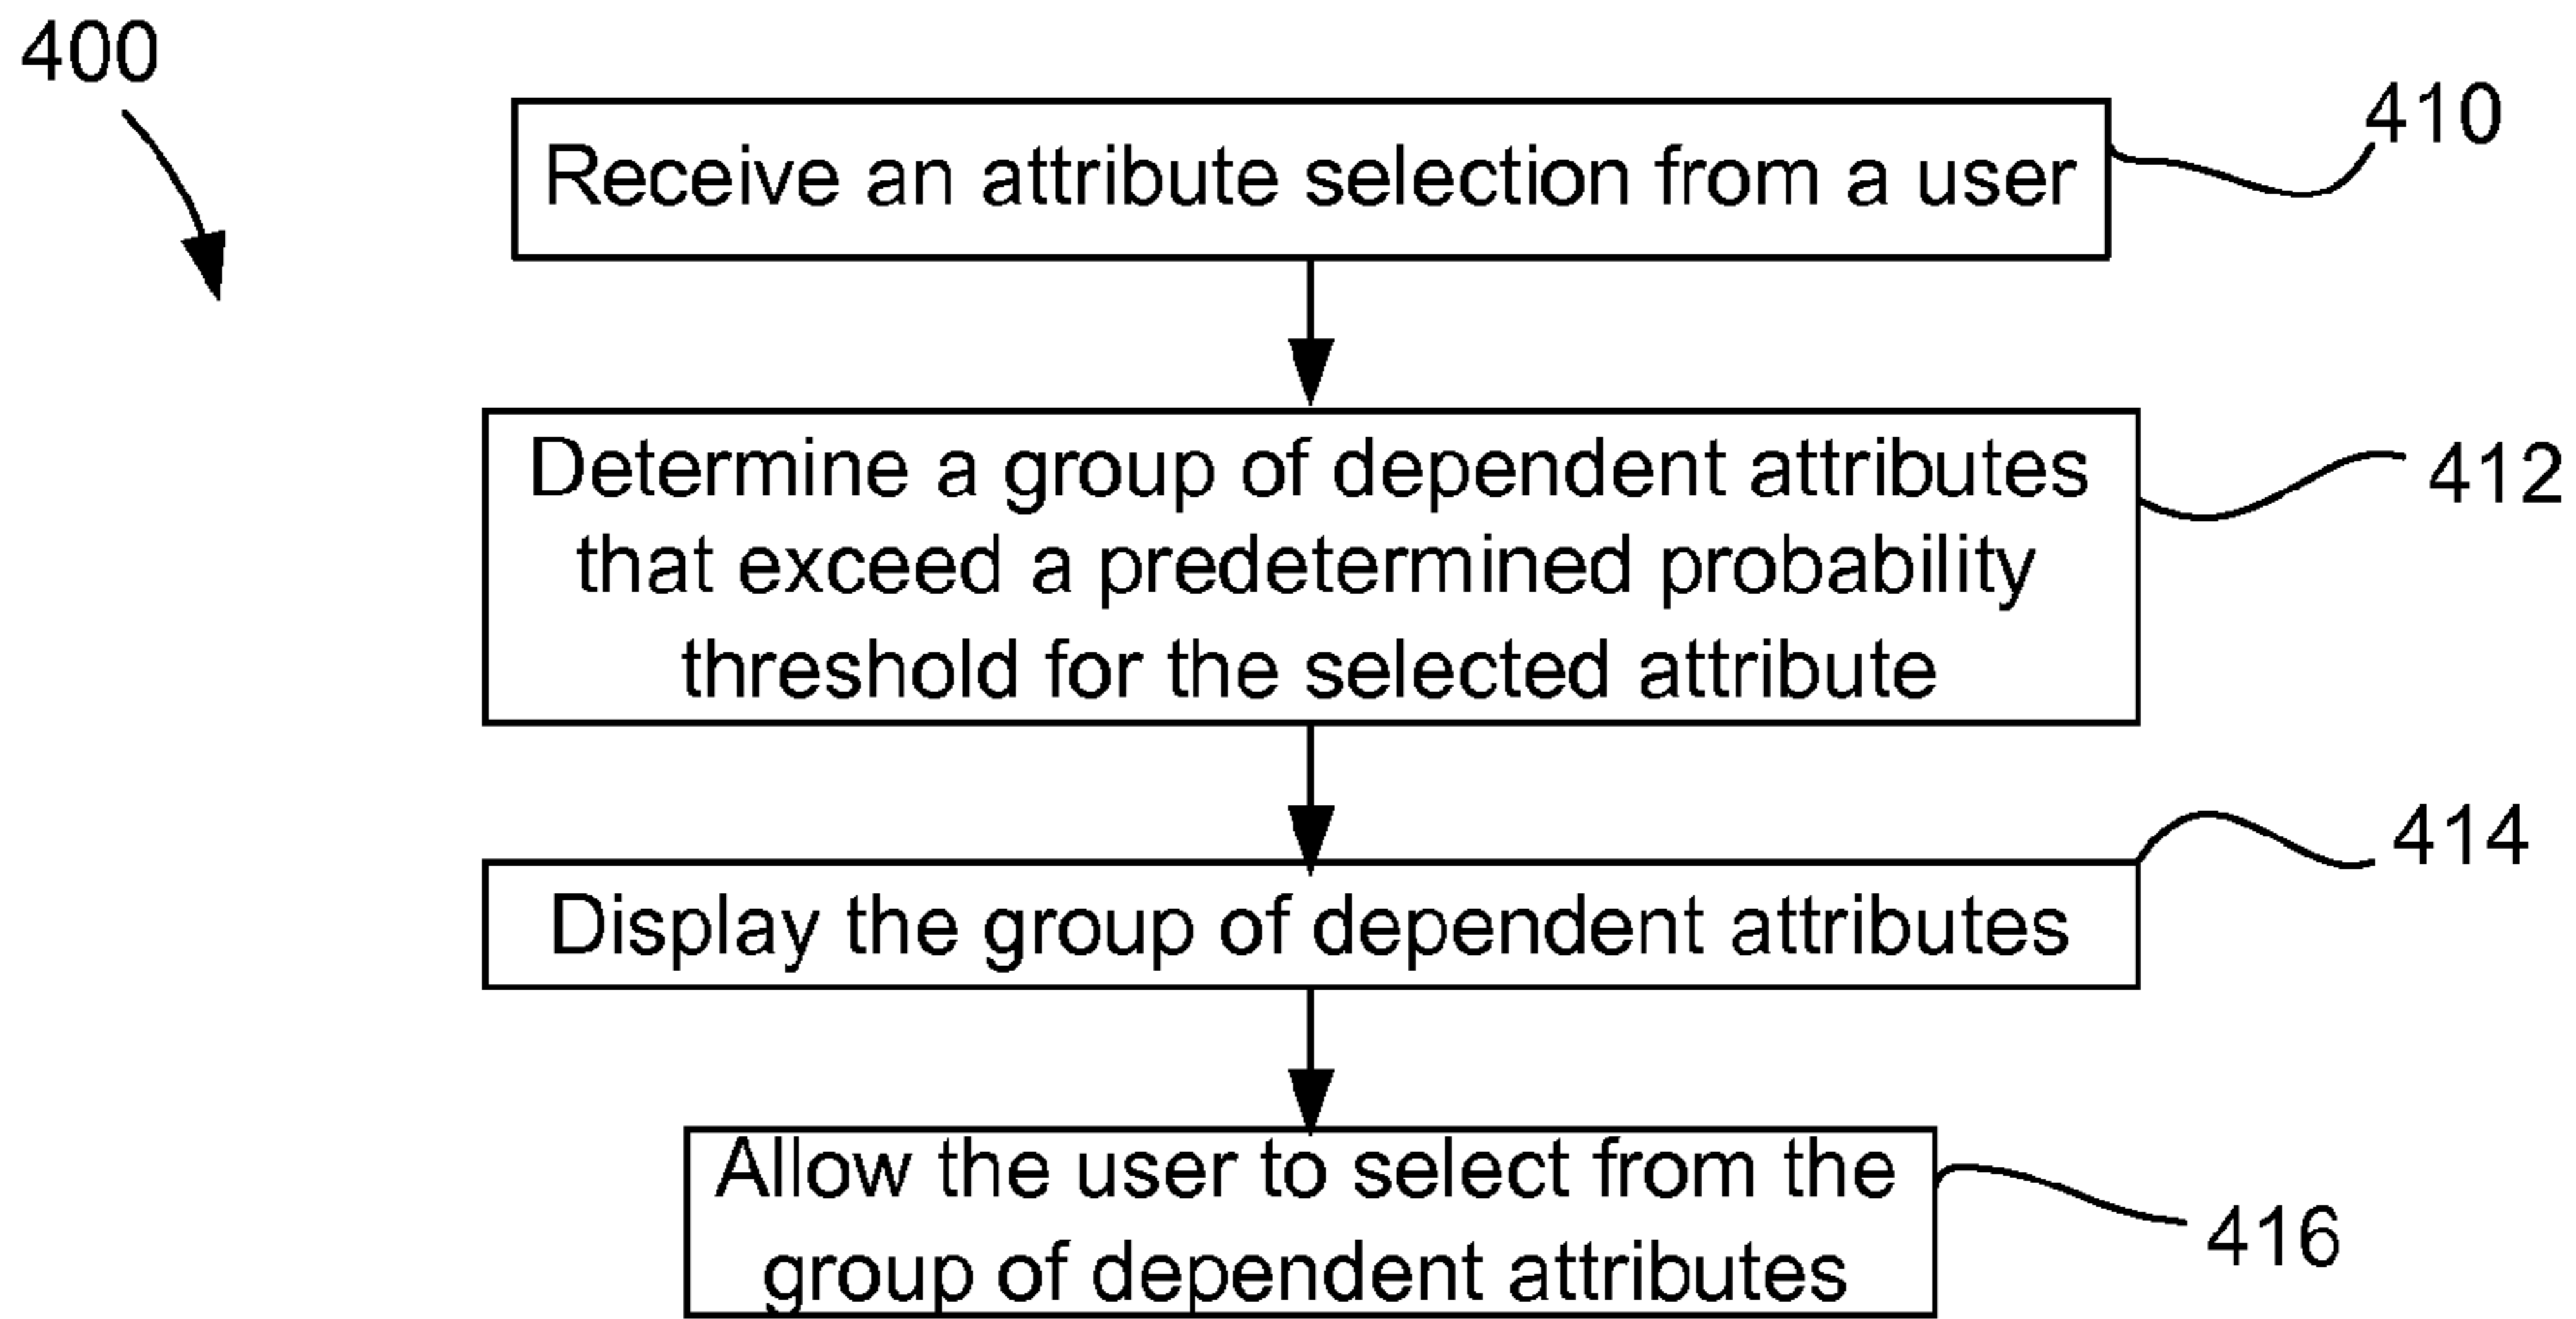 400
Receive an attribute selection from a user
410
Determine a group of dependent attributes
that exceed a predetermined probability
threshold for the selected attribute
412
Display the group of dependent attributes
414
Allow the user to select from the
group of dependent attributes
416